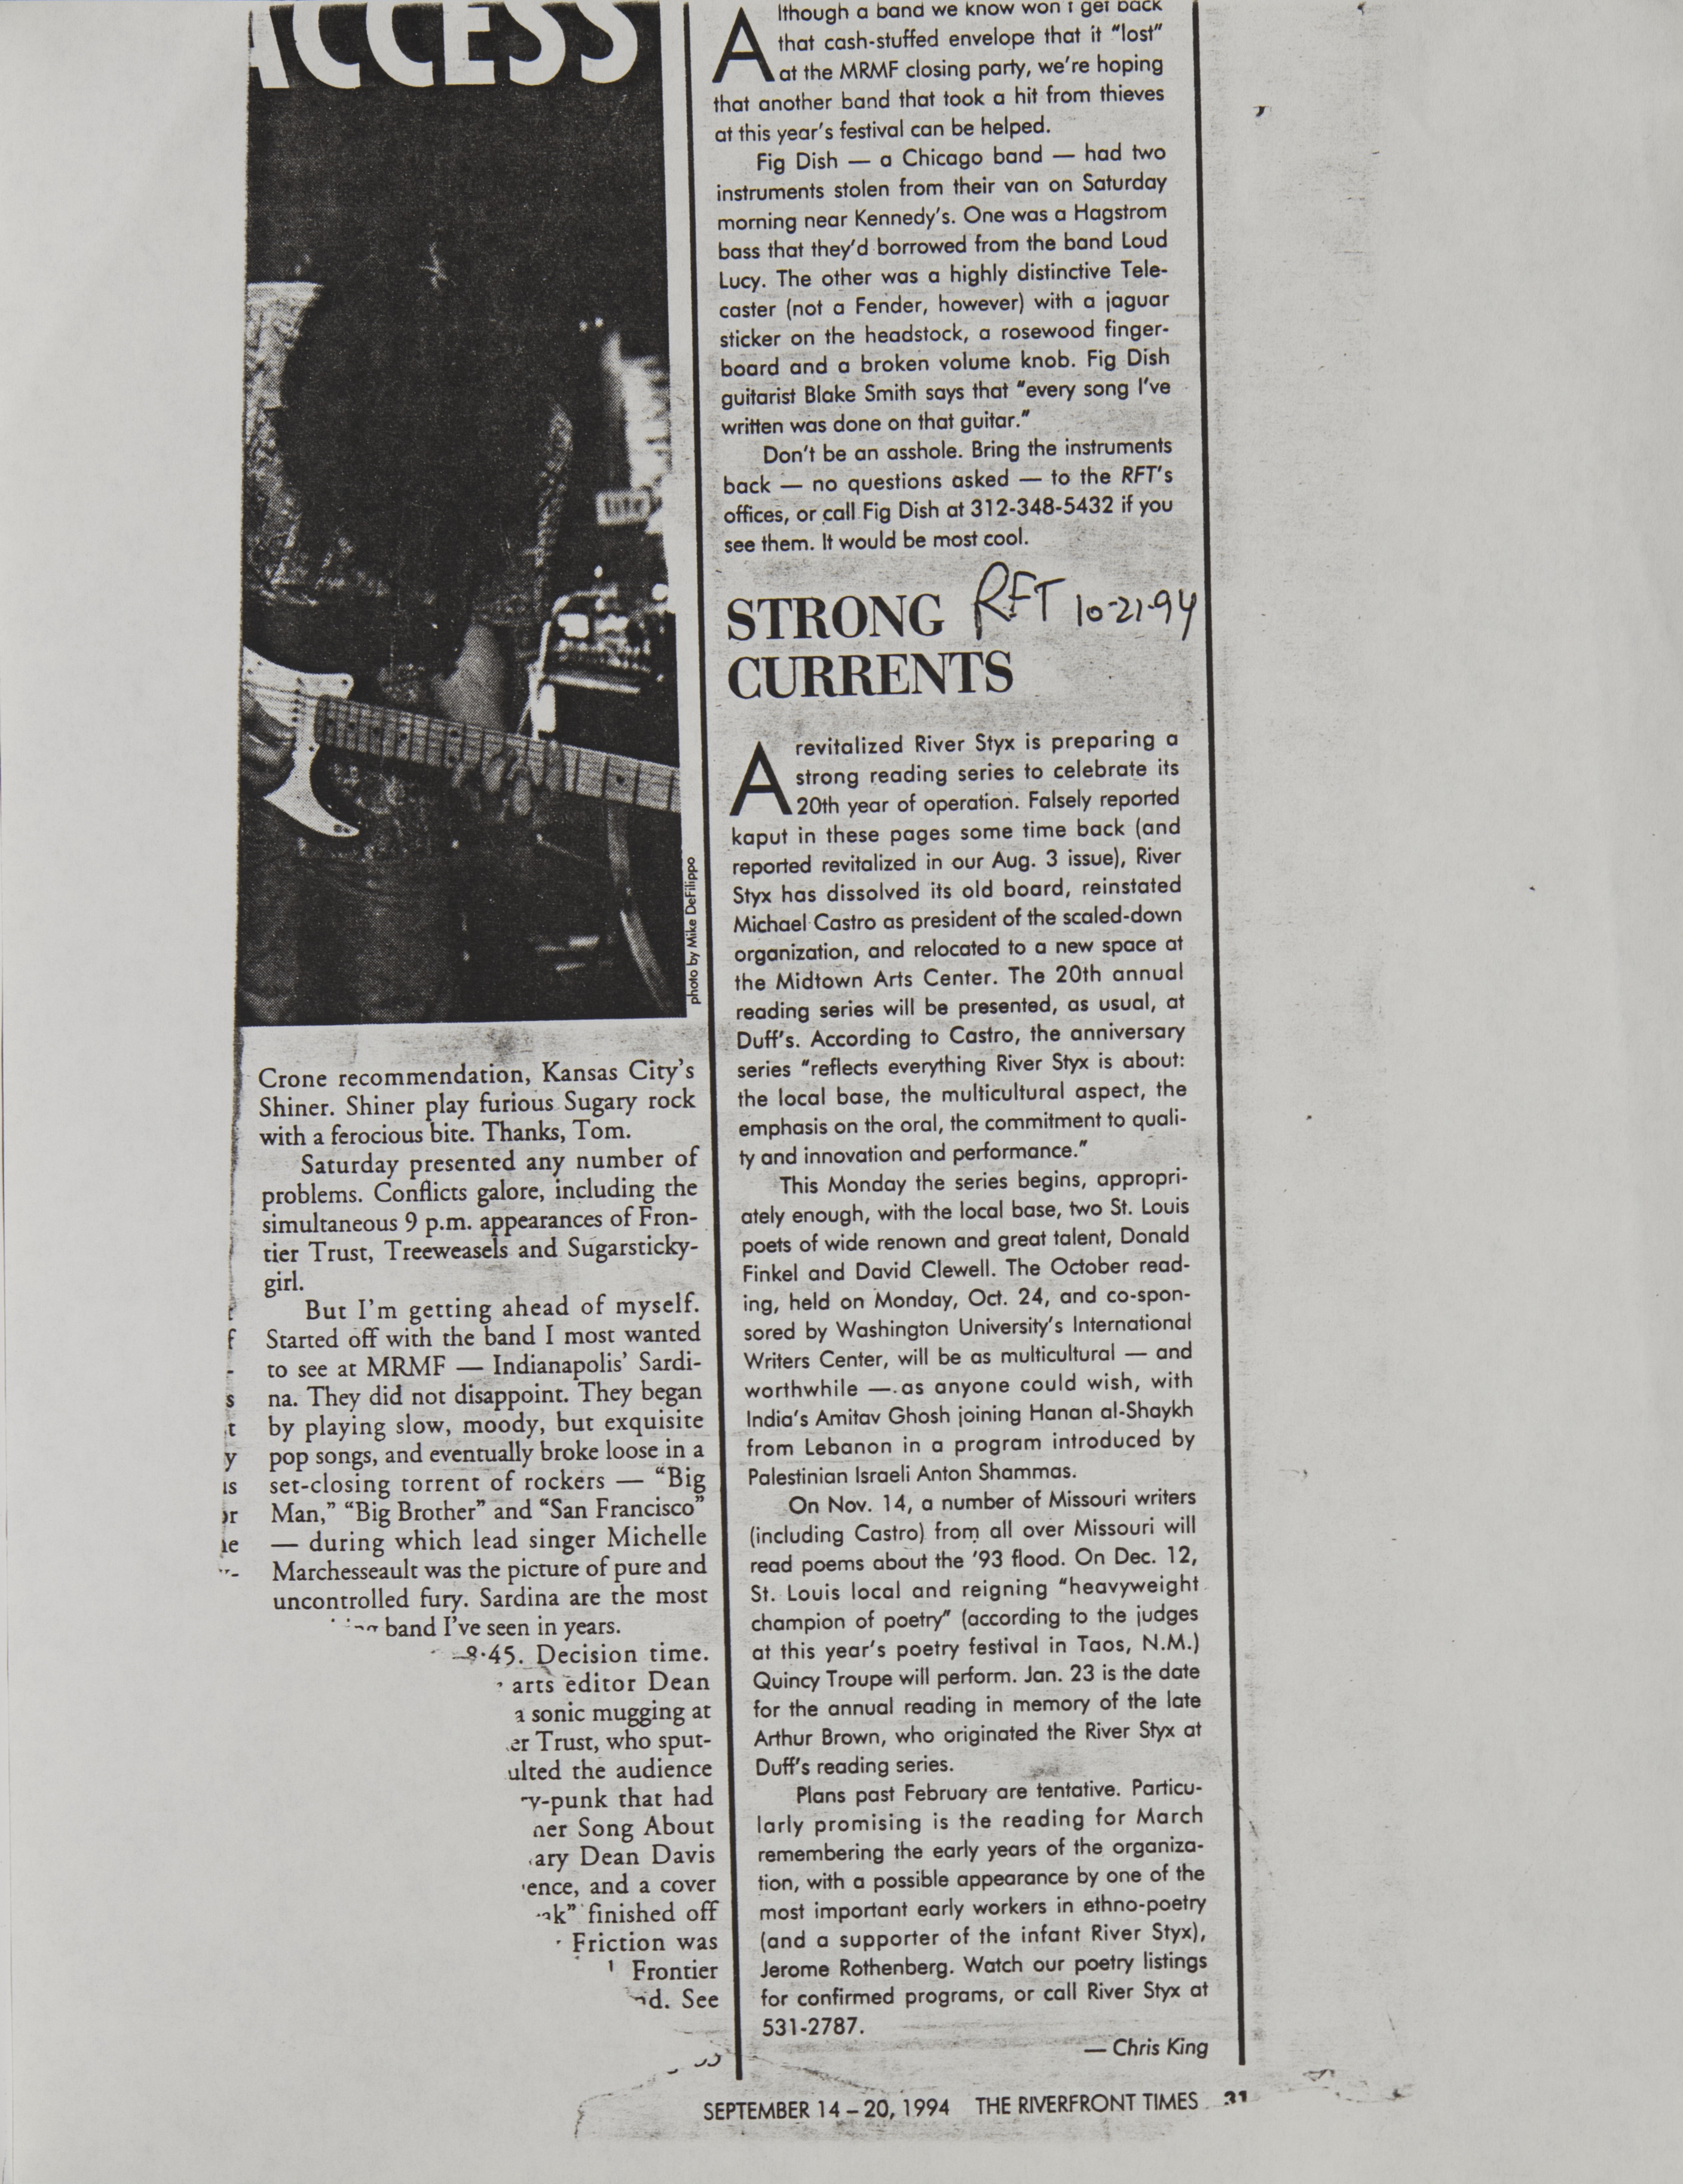 ACCESS
photo by Mike DeFilippo
Crone recommendation, Kansas City's
Shiner. Shiner play furious Sugary rock
with a ferocious bite. Thanks, Tom.
Saturday presented any number of
problems. Conflicts galore, including the
simultaneous 9 p.m. appearances of Fron-
tier Trust, Treeweasels and Sugarsticky-
girl.
But I'm getting ahead of myself.
Started off with the band I most wanted
to see at MRMF — Indianapolis' Sardi-
na. They did not disappoint. They began
by playing slow, moody, but exquisite
pop songs, and eventually broke loose in a
set-closing torrent of rockers — "Big
Man," "Big Brother" and "San Francisco"
— during which lead singer Michelle
Marchesseault was the picture of pure and
uncontrolled fury. Sardina are the most
band I've seen in years.
8:45. Decision time.
arts editor Dean
a sonic mugging at
er Trust, who sput-
ulted the audience
y-punk that had
ner Song About
ary Dean Davis
ence, and a cover
ak" finished off
Friction was
Frontier
nd. See
Although a band we know won't get back
that cash-stuffed envelope that it "lost"
at the MRMF closing party, we're hoping
that another band that took a hit from thieves
at this year's festival can be helped.
Fig Dish — a Chicago band — had two
instruments stolen from their van on Saturday
morning near Kennedy's. One was a Hagstrom
bass that they'd borrowed from the band Loud
Lucy. The other was a highly distinctive Tele-
caster (not a Fender, however) with a jaguar
sticker on the headstock, a rosewood finger-
board and a broken volume knob. Fig Dish
guitarist Blake Smith says that "every song I've
written was done on that guitar."
Don't be an asshole. Bring the instruments
back — no questions asked — to the RFT's
offices, or call Fig Dish at 312-348-5432 if you
see them. It would be most cool.
STRONG RFT 10-21-94
CURRENTS
A revitalized River Styx is preparing a
strong reading series to celebrate its
20th year of operation. Falsely reported
kaput in these pages some time back (and
reported revitalized in our Aug. 3 issue), River
Styx has dissolved its old board, reinstated
Michael Castro as president of the scaled-down
organization, and relocated to a new space at
the Midtown Arts Center. The 20th annual
reading series will be presented, as usual, at
Duff's. According to Castro, the anniversary
series "reflects everything River Styx is about:
the local base, the multicultural aspect, the
emphasis on the oral, the commitment to quali-
ty and innovation and performance."
This Monday the series begins, appropri-
ately enough, with the local base, two St. Louis
poets of wide renown and great talent, Donald
Finkel and David Clewell. The October read-
ing, held on Monday, Oct. 24, and co-spon-
sored by Washington University's International
Writers Center, will be as multicultural — and
worthwhile — as anyone could wish, with
India's Amitav Ghosh joining Hanan al-Shaykh
from Lebanon in a program introduced by
Palestinian Israeli Anton Shammas.
On Nov. 14, a number of Missouri writers
(including Castro) from all over Missouri will
read poems about the '93 flood. On Dec. 12,
St. Louis local and reigning "heavyweight
champion of poetry" (according to the judges
at this year's poetry festival in Taos, N.M.)
Quincy Troupe will perform. Jan. 23 is the date
for the annual reading in memory of the late
Arthur Brown, who originated the River Styx at
Duff's reading series.
Plans past February are tentative. Particu-
larly promising is the reading for March
remembering the early years of the organiza-
tion, with a possible appearance by one of the
most important early workers in ethno-poetry
(and a supporter of the infant River Styx),
Jerome Rothenberg. Watch our poetry listings
for confirmed programs, or call River Styx at
531-2787.
— Chris King
SEPTEMBER 14 – 20, 1994 THE RIVERFRONT TIMES 31